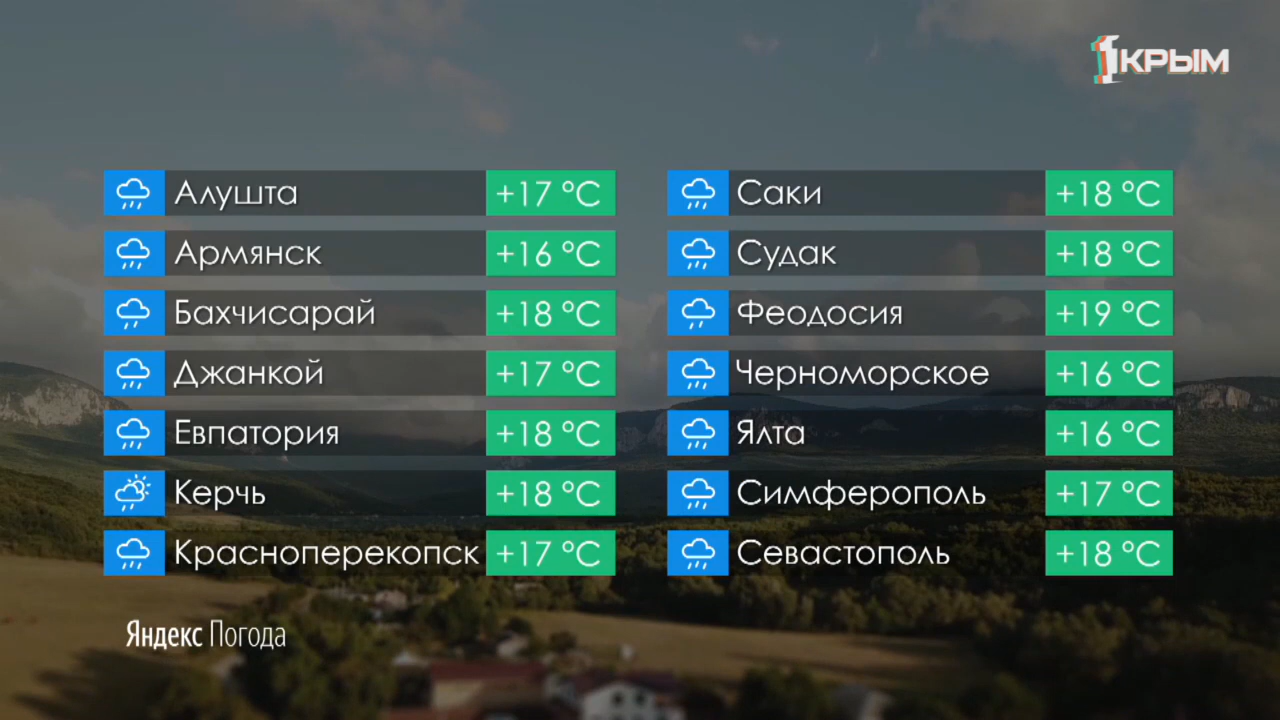 1КРЫМ
Алушта +17 °C
Армянск +16 °C
Бахчисарай +18 °C
Джанкой +17 °C
Евпатория +18 °C
Керчь +18 °C
Красноперекопск +17 °C
Саки +18 °C
Судак +18 °C
Феодосия +19 °C
Черноморское +16 °C
Ялта +16 °C
Симферополь +17 °C
Севастополь +18 °C
Яндекс Погода